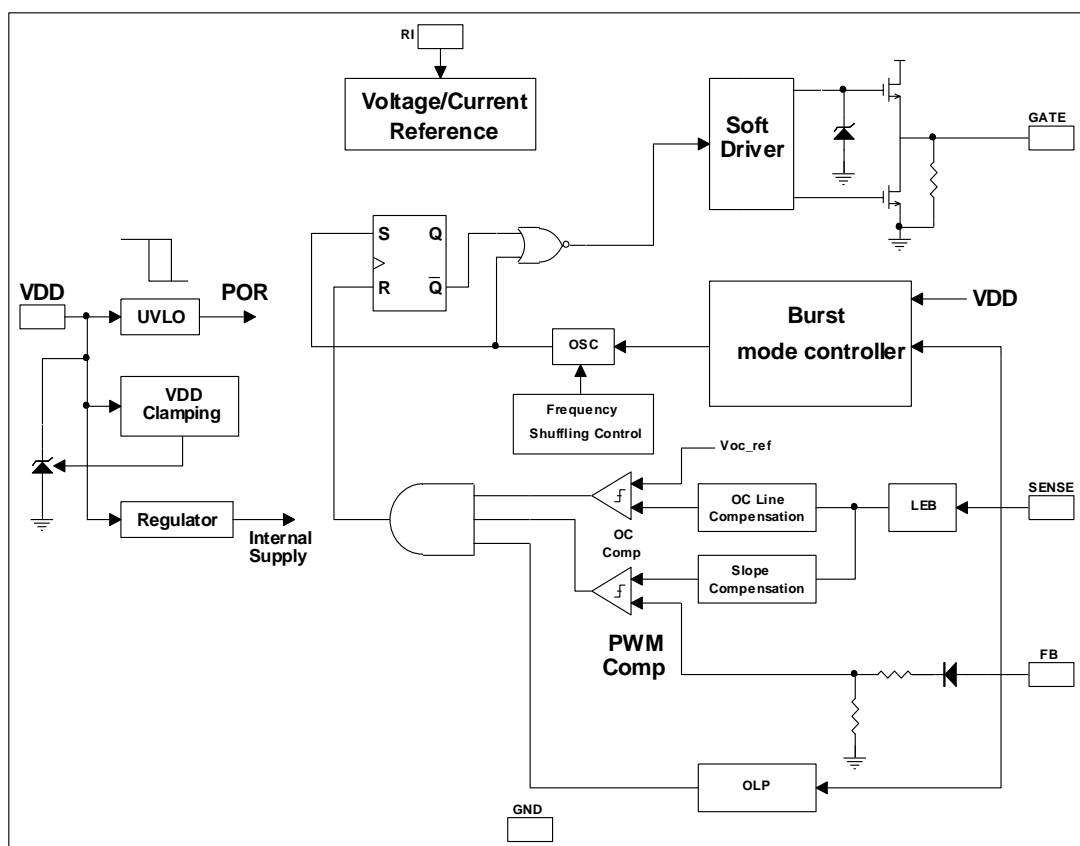 RI
Voltage/Current
Reference
Soft
Driver
GATE
S
Q
R
Q̅
VDD
POR
UVLO
VDD
Clamping
Regulator
Internal
Supply
OSC
Frequency
Shuffling Control
Burst
mode controller
VDD
Voc_ref
OC Line
Compensation
LEB
SENSE
OC
Comp
Slope
Compensation
PWM
Comp
FB
OLP
GND